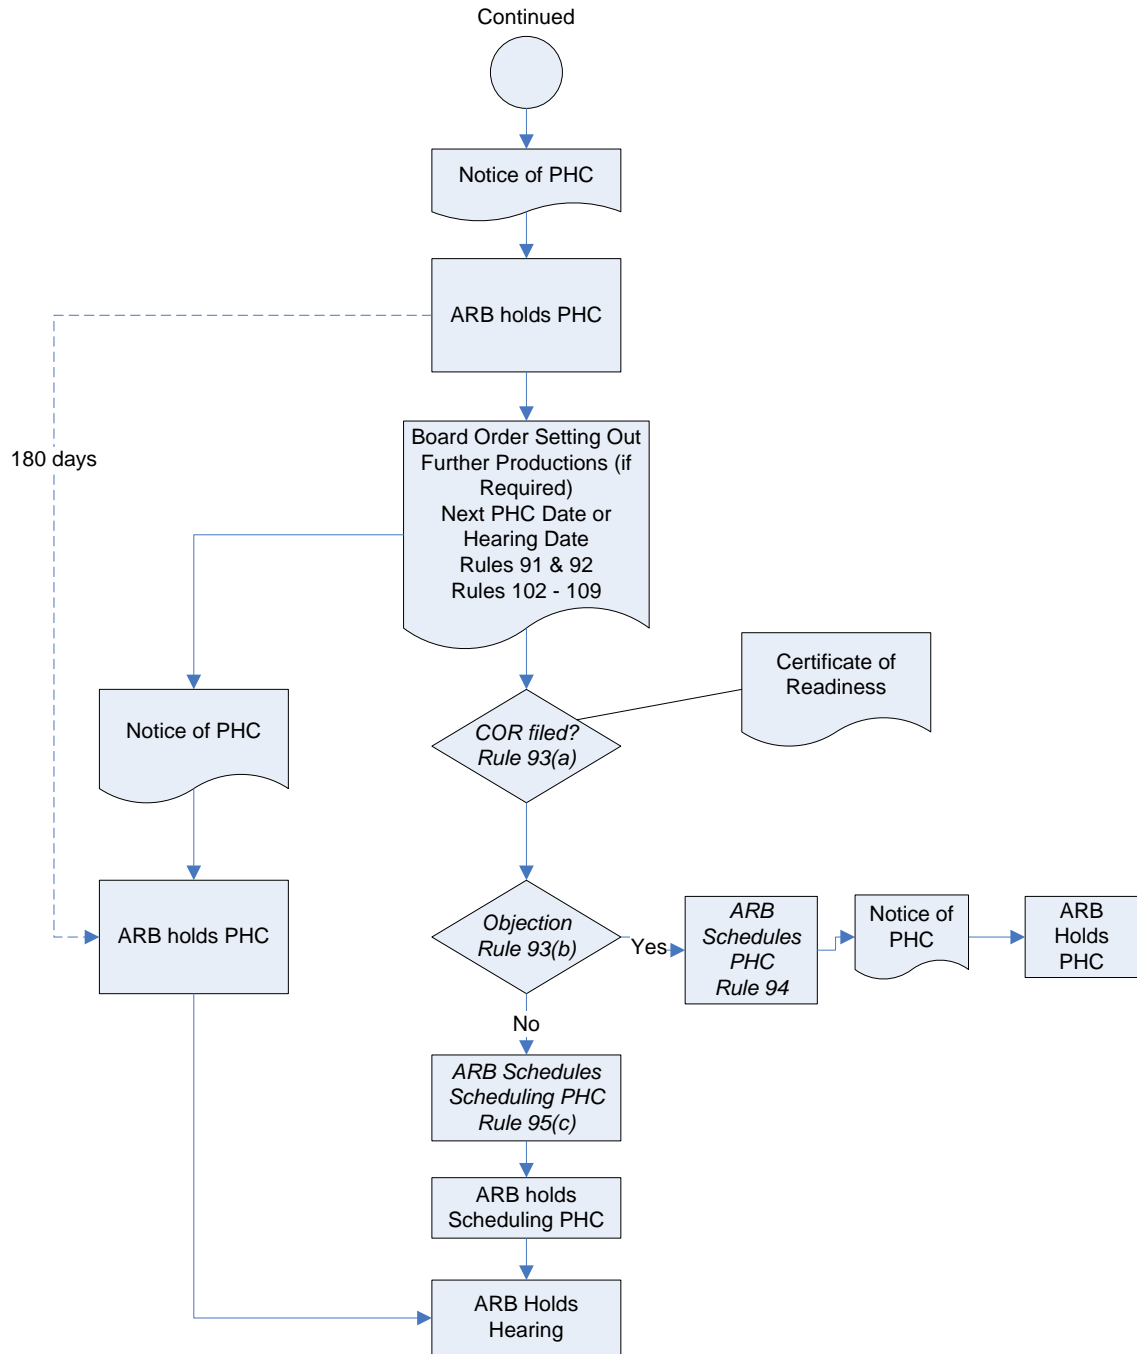 Continued
Notice of PHC
ARB holds PHC
180 days
Board Order Setting Out
Further Productions (if
Required)
Next PHC Date or
Hearing Date
Rules 91 & 92
Rules 102 - 109
Certificate of
Readiness
Notice of PHC
COR filed?
Rule 93(a)
ARB holds PHC
Objection
Rule 93(b)
Yes
ARB
Schedules
PHC
Rule 94
Notice of
PHC
ARB
Holds
PHC
No
ARB Schedules
Scheduling PHC
Rule 95(c)
ARB holds
Scheduling PHC
ARB Holds
Hearing